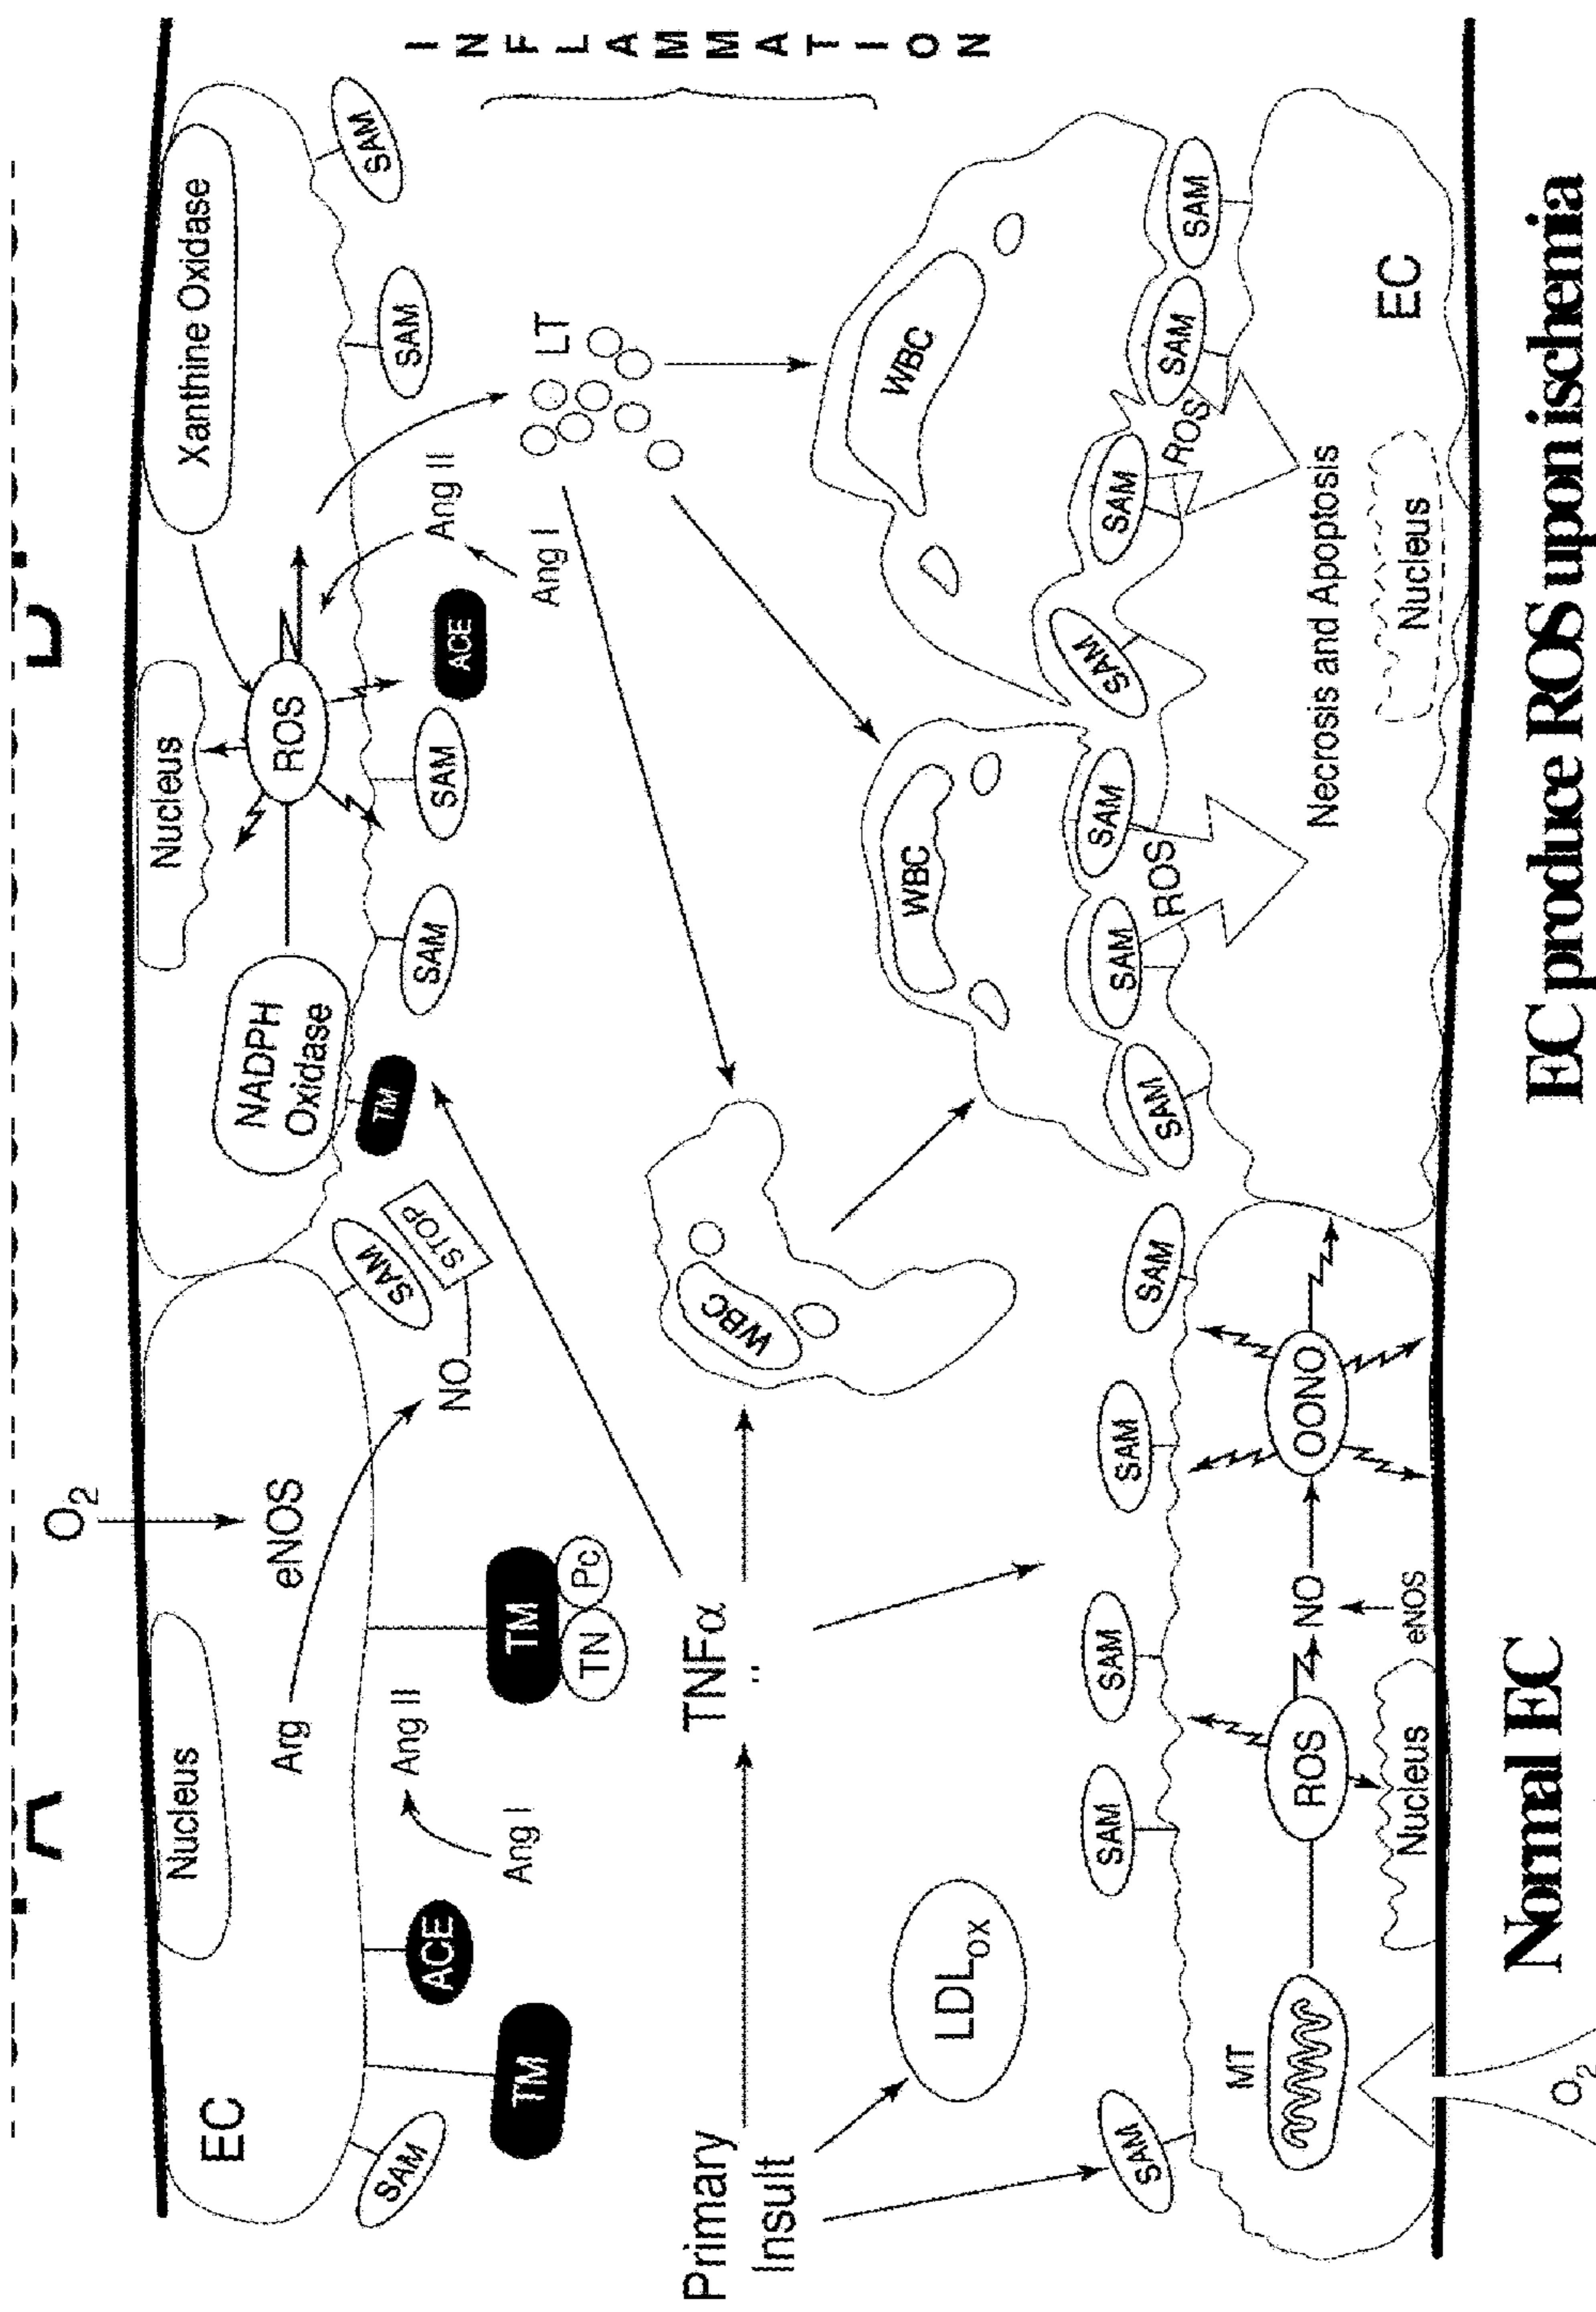 A
O2
EC
Nucleus
eNOS
Arg
SAM
TM
ACE
Ang I
Ang II
TM
TN
Pc
NO
STOP
SAM
NADPH
Oxidase
Nucleus
ROS
Xanthine Oxidase
TM
SAM
SAM
ACE
Ang I
Ang II
SAM
SAM
LT
INFLAMMATION
Primary
Insult
TNFα
LDLOX
WBC
WBC
WBC
SAM
SAM
SAM
SAM
SAM
MT
ROS
NO
OONO
eNOS
Nucleus
O2
SAM
SAM
SAM
SAM
SAM
SAM
SAM
ROS
ROS
Necrosis and Apoptosis
Nucleus
EC
Normal EC
EC produce ROS upon ischemia